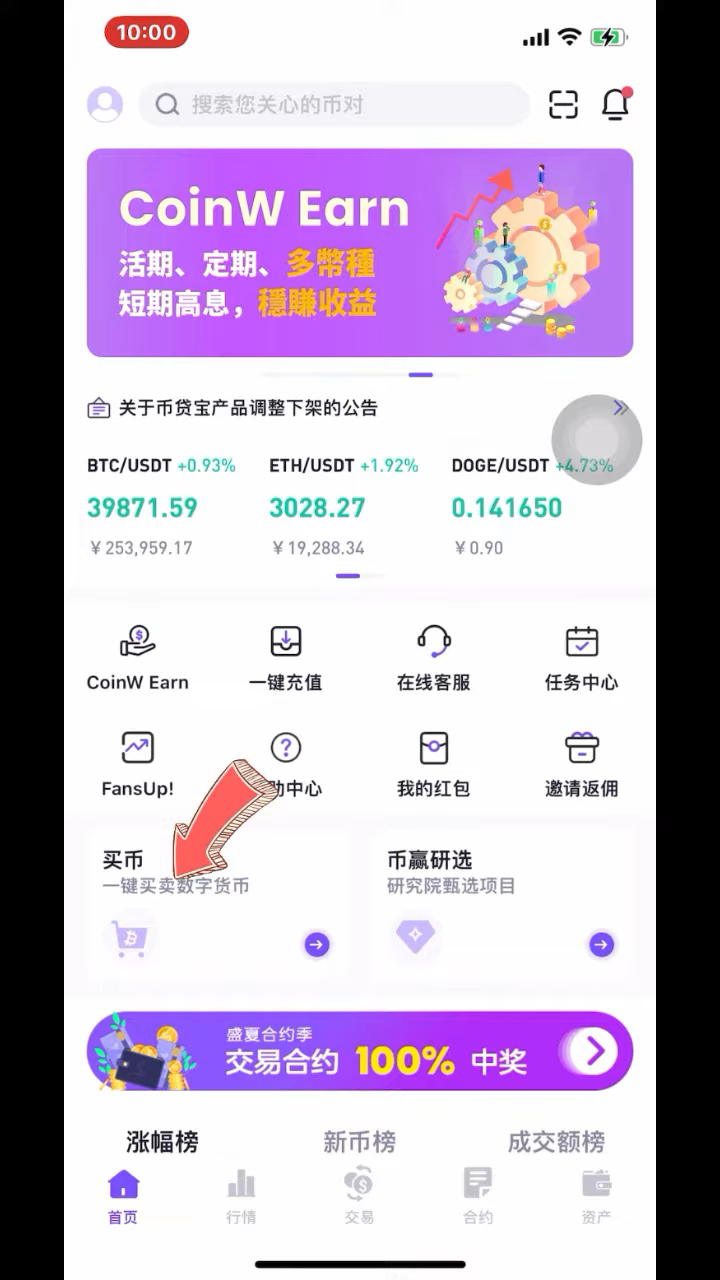 10:00
搜索您关心的币对
CoinW Earn
活期、定期、多幣種
短期高息，穩賺收益
关于币贷宝产品调整下架的公告
BTC/USDT +0.93%
ETH/USDT +1.92%
DOGE/USDT +4.73%
39871.59
3028.27
0.141650
￥253,959.17
￥19,288.34
￥0.90
CoinW Earn
一键充值
在线客服
任务中心
FansUp!
助中心
我的红包
邀请返佣
买币
一键买卖数字货币
币赢研选
研究院甄选项目
盛夏合约季
交易合约 100% 中奖
涨幅榜
新币榜
成交额榜
首页
行情
交易
合约
资产